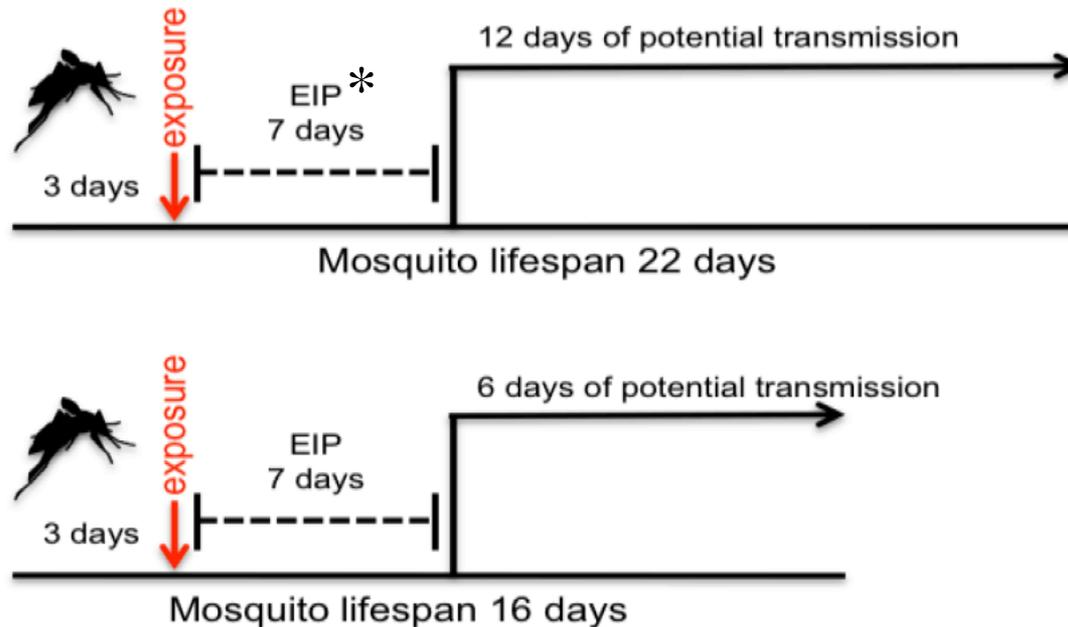 12 days of potential transmission
exposure
EIP *
7 days
3 days
Mosquito lifespan 22 days
6 days of potential transmission
exposure
EIP
7 days
3 days
Mosquito lifespan 16 days